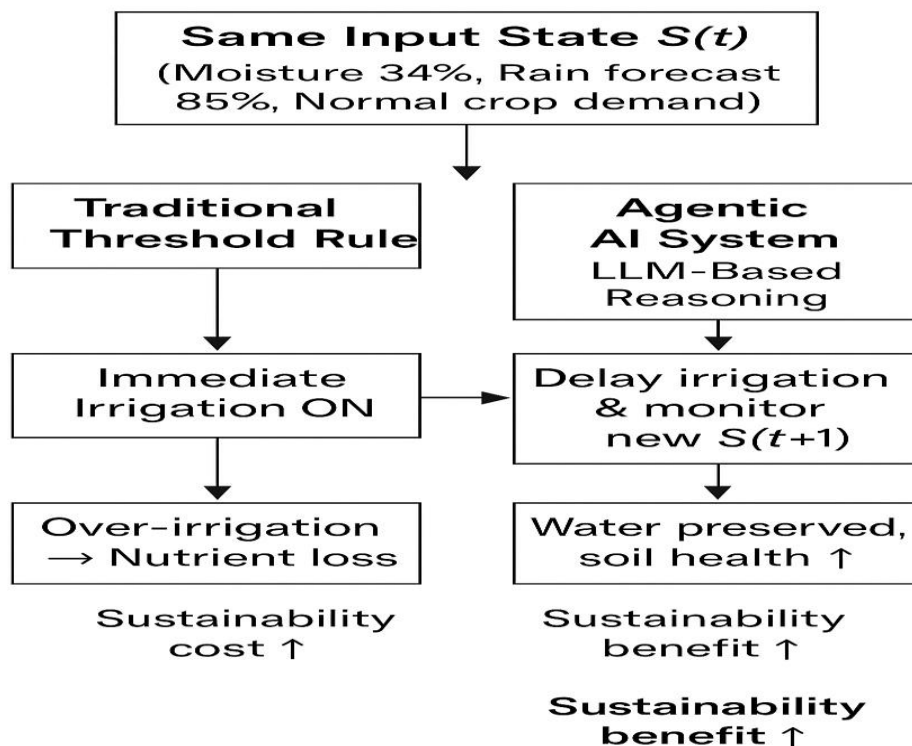 Same Input State S(t)
(Moisture 34%, Rain forecast
85%, Normal crop demand)
Traditional
Threshold Rule
Agentic
AI System
LLM-Based
Reasoning
Immediate
Irrigation ON
Delay irrigation
& monitor
new S(t+1)
Over-irrigation
→ Nutrient loss
Water preserved,
soil health ↑
Sustainability
cost ↑
Sustainability
benefit ↑
Sustainability
benefit ↑